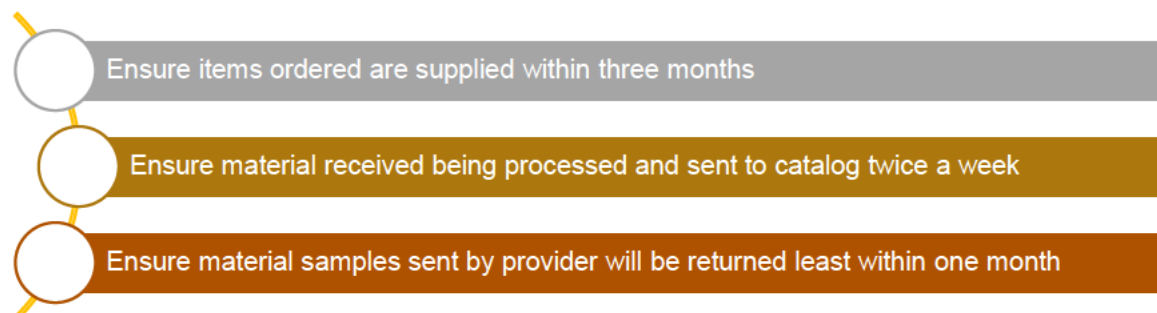 Ensure items ordered are supplied within three months
Ensure material received being processed and sent to catalog twice a week
Ensure material samples sent by provider will be returned least within one month